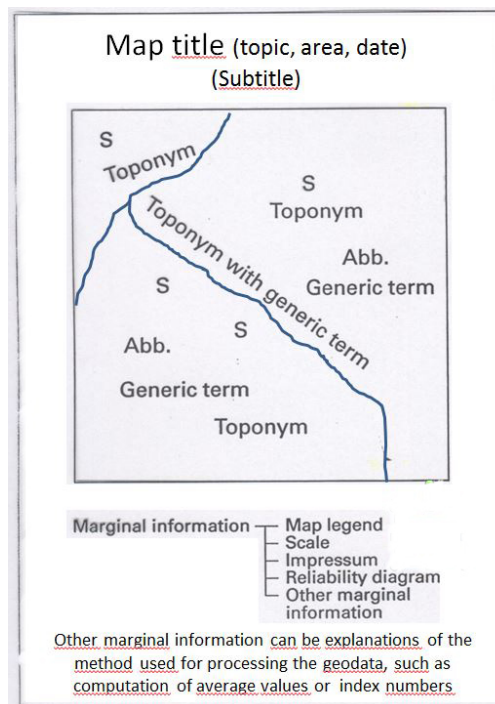 Map title (topic, area, date)
(Subtitle)
S
Toponym
S
Toponym
Toponym with generic term
Abb.
Generic term
S
S
Abb.
Generic term
Toponym
Marginal information
Map legend
Scale
Impressum
Reliability diagram
Other marginal
information
Other marginal information can be explanations of the
method used for processing the geodata, such as
computation of average values or index numbers